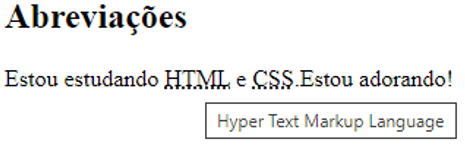 Abreviações
Estou estudando HTML e CSS.Estou adorando!
Hyper Text Markup Language